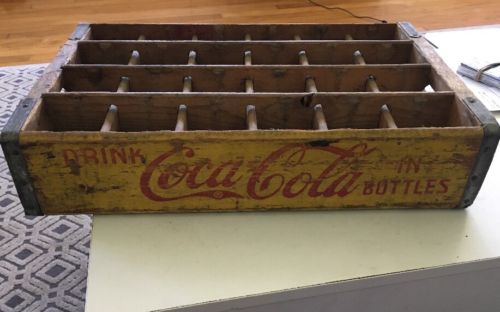 DRINK Coca-Cola IN
BOTTLES